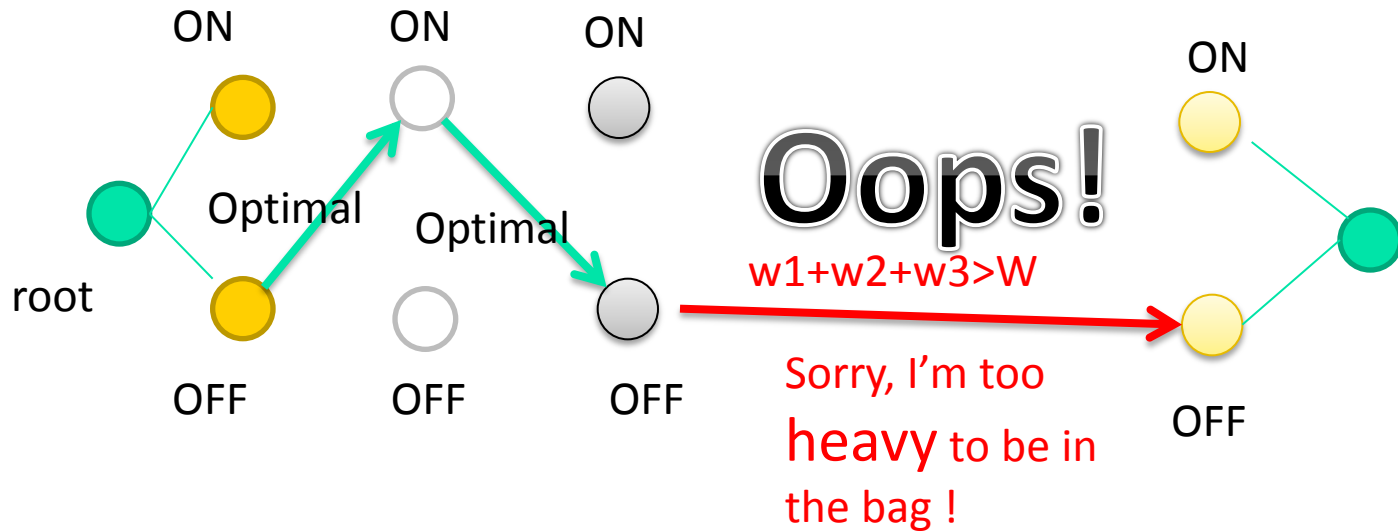 ON
ON
ON
ON
Oops!
Optimal
Optimal
w1+w2+w3>W
root
Sorry, I’m too
heavy to be in
the bag !
OFF
OFF
OFF
OFF